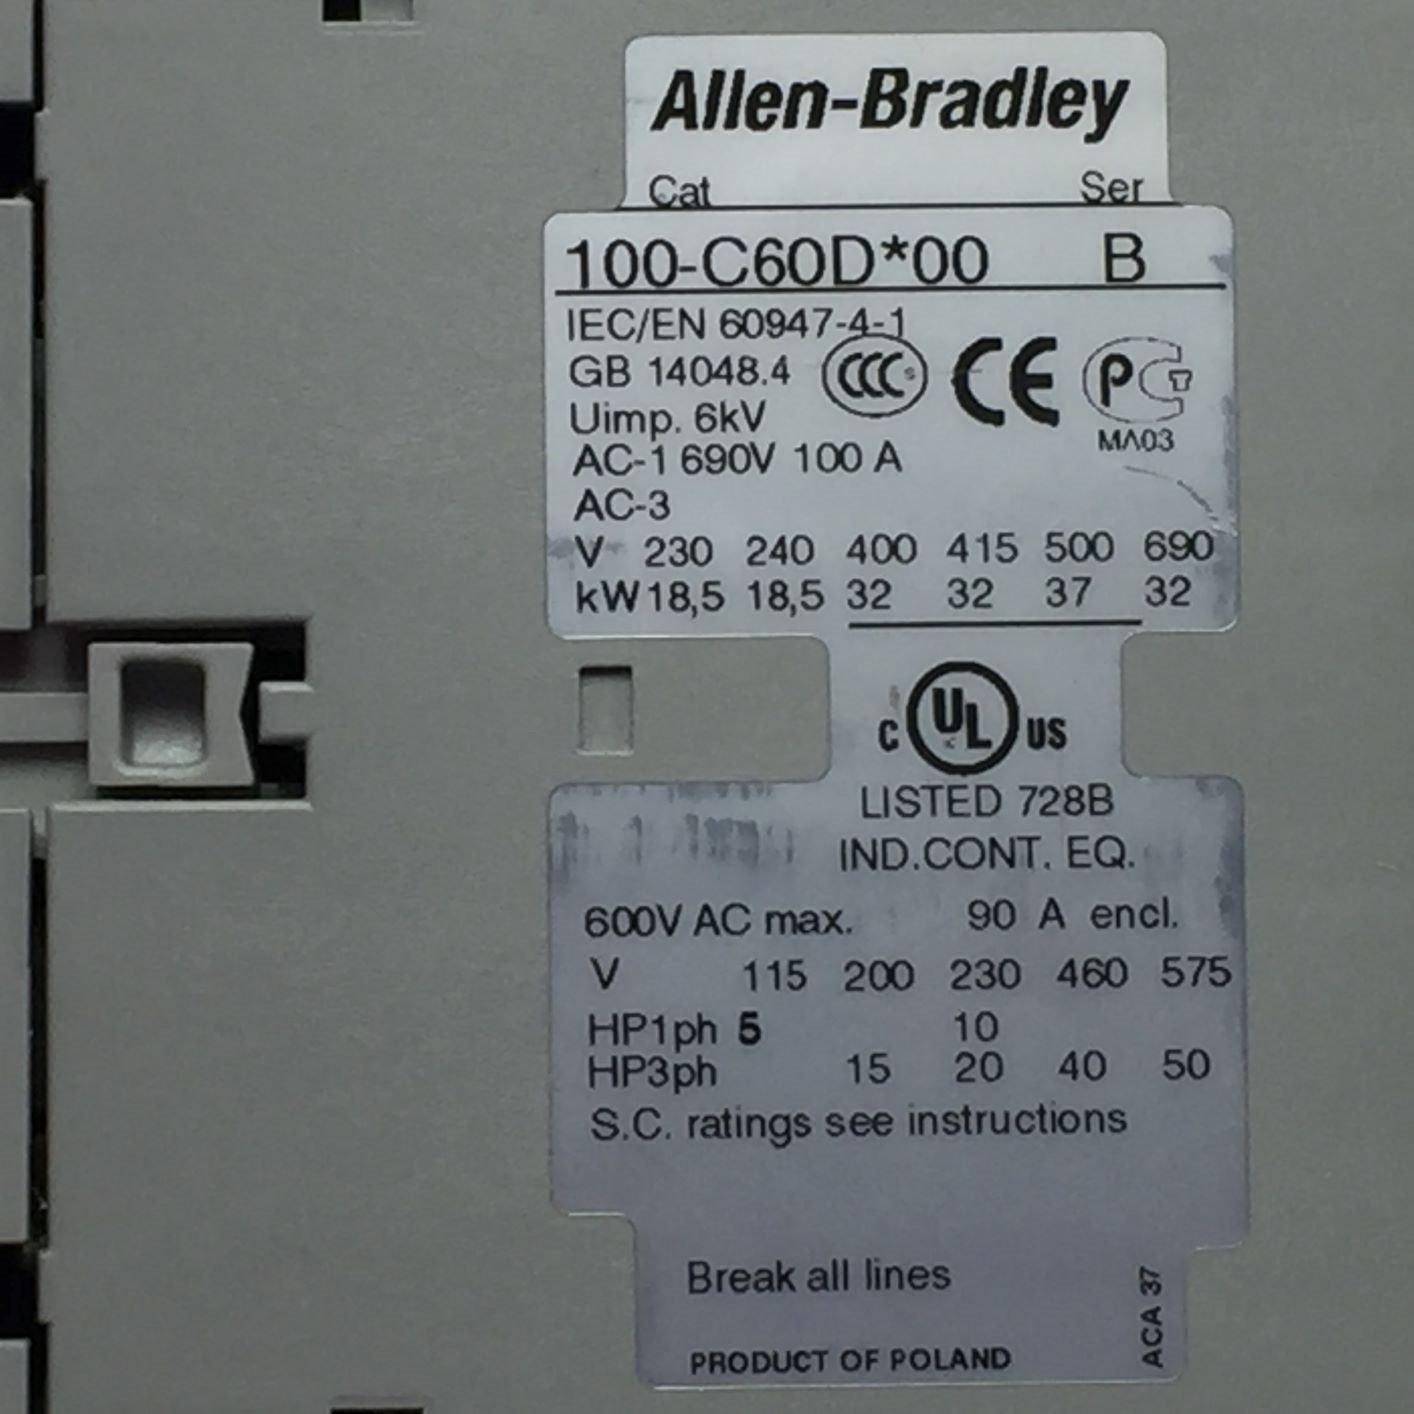 Allen-Bradley
Cat Ser
100-C60D*00 B
IEC/EN 60947-4-1
GB 14048.4 CCC S CE PCT
Uimp. 6kV MA03
AC-1 690V 100 A
AC-3
V 230 240 400 415 500 690
kW 18,5 18,5 32 32 37 32
C UL US
LISTED 728B
IND.CONT. EQ.
600V AC max. 90 A encl.
V 115 200 230 460 575
HP1ph 5 10
HP3ph 15 20 40 50
S.C. ratings see instructions
Break all lines
PRODUCT OF POLAND
ACA 37